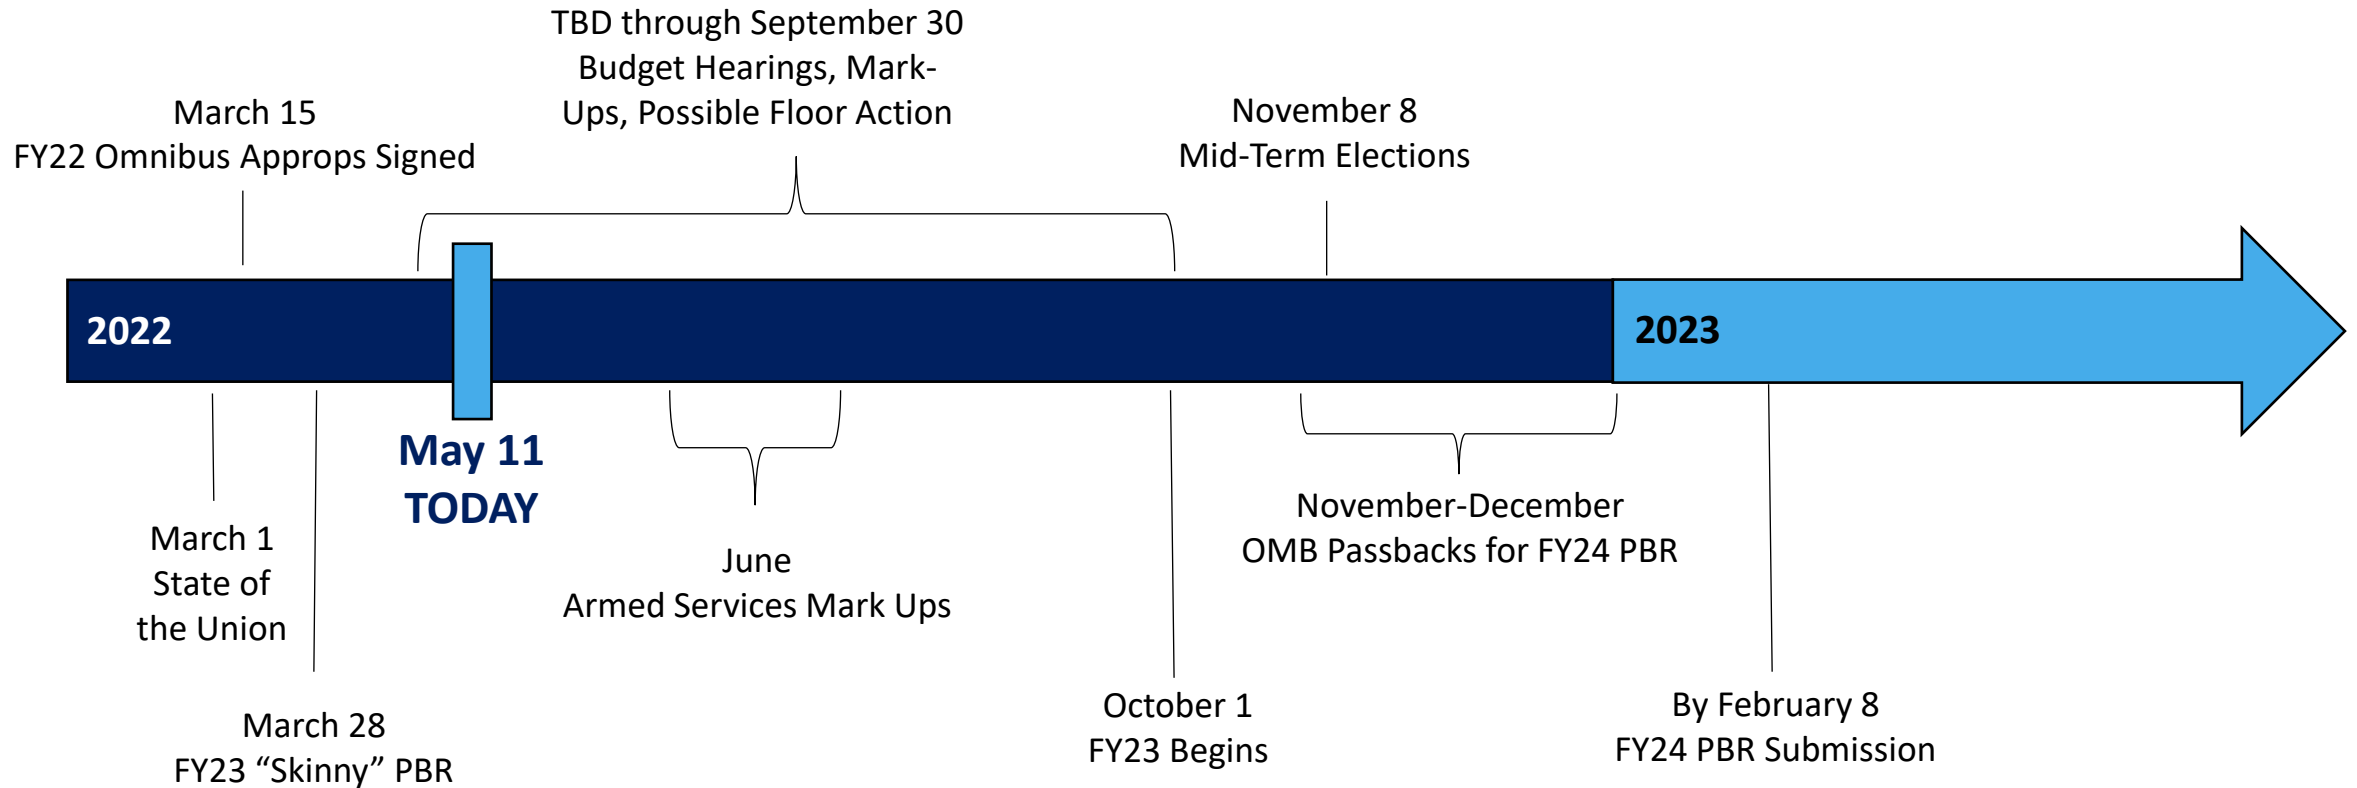 TBD through September 30
Budget Hearings, Mark-
Ups, Possible Floor Action
March 15
FY22 Omnibus Approps Signed
November 8
Mid-Term Elections
2022
2023
May 11
TODAY
March 1
State of
the Union
June
Armed Services Mark Ups
November-December
OMB Passbacks for FY24 PBR
March 28
FY23 “Skinny” PBR
October 1
FY23 Begins
By February 8
FY24 PBR Submission